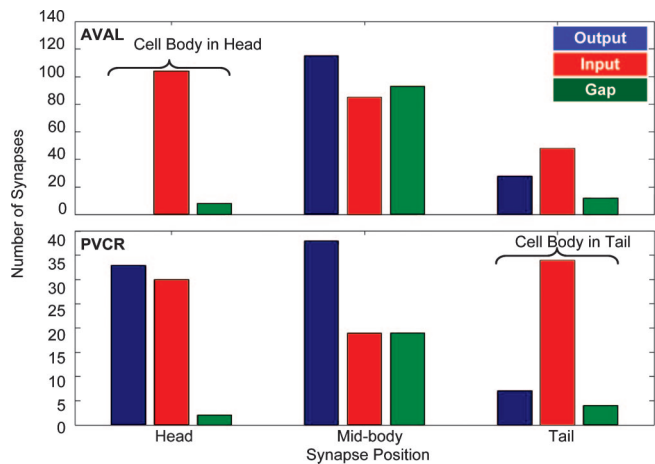 140
120
100
80
60
40
20
0
AVAL
Cell Body in Head
Output
Input
Gap
Number of Synapses
40
35
30
25
20
15
10
5
0
PVCR
Cell Body in Tail
Head
Mid-body
Tail
Synapse Position